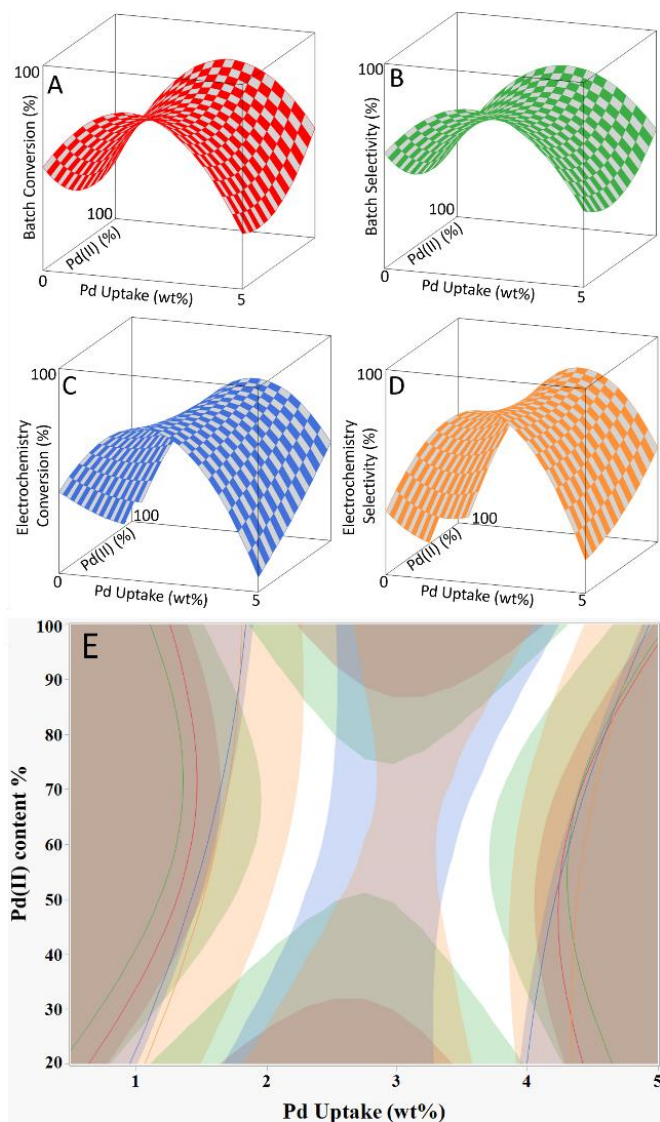 A
100
Batch Conversion (%)
Pd(II) (%)
100
0
Pd Uptake (wt%)
5
B
100
Batch Selectivity (%)
Pd(II) (%)
100
0
Pd Uptake (wt%)
5
C
100
Electrochemistry
Conversion (%)
Pd(II) (%)
100
0
Pd Uptake (wt%)
5
D
100
Electrochemistry
Selectivity (%)
Pd(II) (%)
100
0
Pd Uptake (wt%)
5
E
Pd(II) content %
100
90
80
70
60
50
40
30
20
1 2 3 4 5
Pd Uptake (wt%)